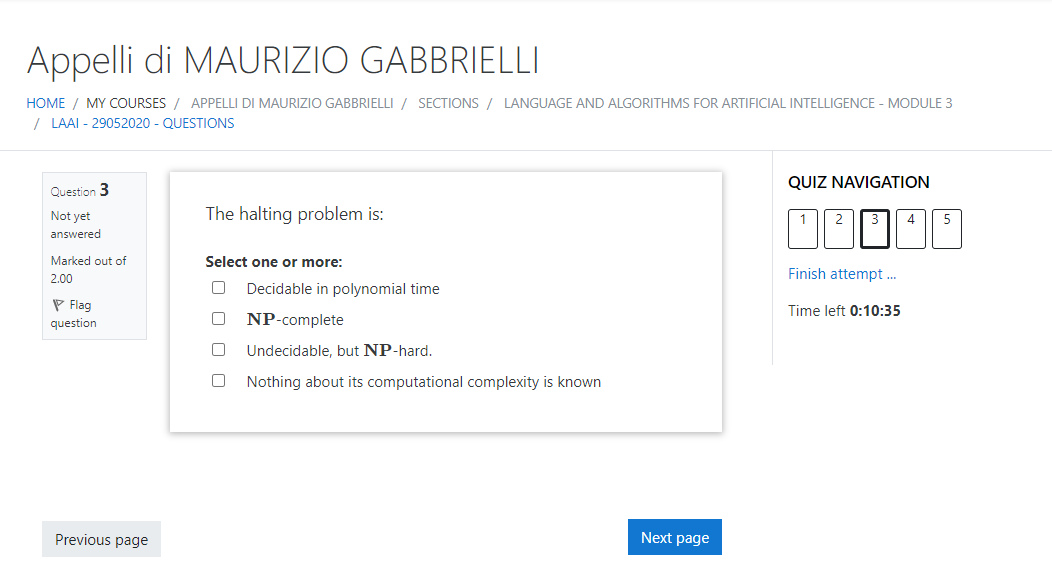 Appelli di MAURIZIO GABBRIELLI
HOME / MY COURSES / APPELLI DI MAURIZIO GABBRIELLI / SECTIONS / LANGUAGE AND ALGORITHMS FOR ARTIFICIAL INTELLIGENCE - MODULE 3
/ LAAI - 29052020 - QUESTIONS
Question 3
Not yet
answered
Marked out of
2.00
Flag
question
The halting problem is:
Select one or more:
Decidable in polynomial time
NP-complete
Undecidable, but NP-hard.
Nothing about its computational complexity is known
Previous page
Next page
QUIZ NAVIGATION
1 2 3 4 5
Finish attempt ...
Time left 0:10:35